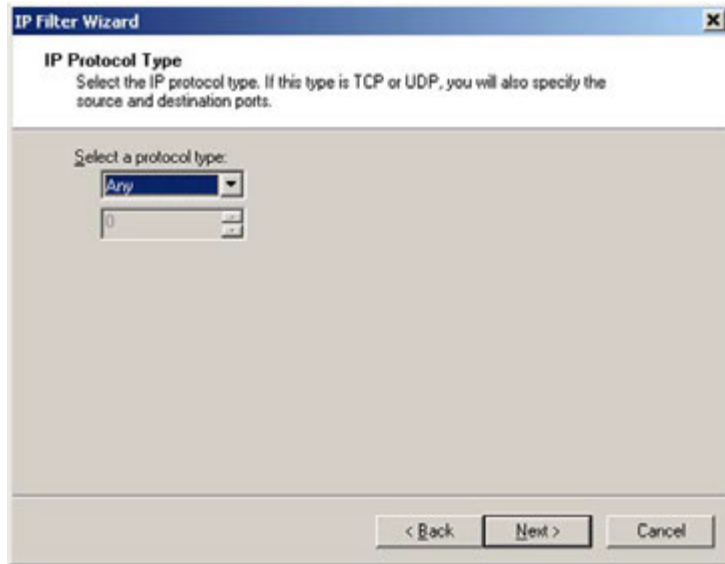 IP Filter Wizard
IP Protocol Type
Select the IP protocol type. If this type is TCP or UDP, you will also specify the
source and destination ports.
Select a protocol type:
Any
0
< Back Next > Cancel